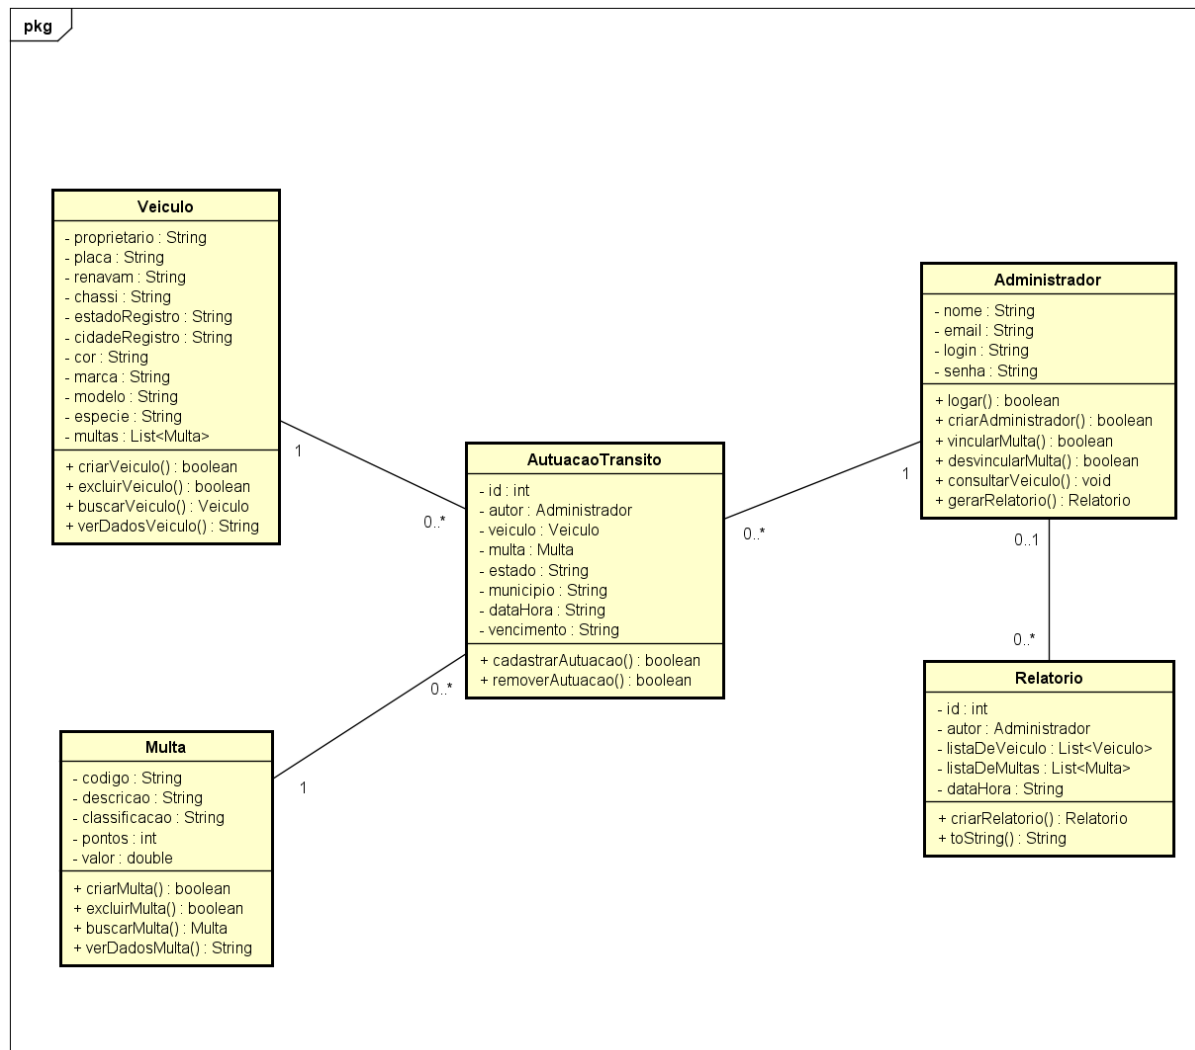 pkg
Veiculo
- proprietario : String
- placa : String
- renavam : String
- chassi : String
- estadoRegistro : String
- cidadeRegistro : String
- cor : String
- marca : String
- modelo : String
- especie : String
- multas : List<Multa>
+ criarVeiculo() : boolean
+ excluirVeiculo() : boolean
+ buscarVeiculo() : Veiculo
+ verDadosVeiculo() : String
1
0..*
AutuacaoTransito
- id : int
- autor : Administrador
- veiculo : Veiculo
- multa : Multa
- estado : String
- municipio : String
- dataHora : String
- vencimento : String
+ cadastrarAutuacao() : boolean
+ removerAutuacao() : boolean
0..*
1
Administrador
- nome : String
- email : String
- login : String
- senha : String
+ logar() : boolean
+ criarAdministrador() : boolean
+ vincularMulta() : boolean
+ desvincularMulta() : boolean
+ consultarVeiculo() : void
+ gerarRelatorio() : Relatorio
0..1
0..*
Relatorio
- id : int
- autor : Administrador
- listaDeVeiculo : List<Veiculo>
- listaDeMultas : List<Multa>
- dataHora : String
+ criarRelatorio() : Relatorio
+ toString() : String
0..*
1
Multa
- codigo : String
- descricao : String
- classificacao : String
- pontos : int
- valor : double
+ criarMulta() : boolean
+ excluirMulta() : boolean
+ buscarMulta() : Multa
+ verDadosMulta() : String